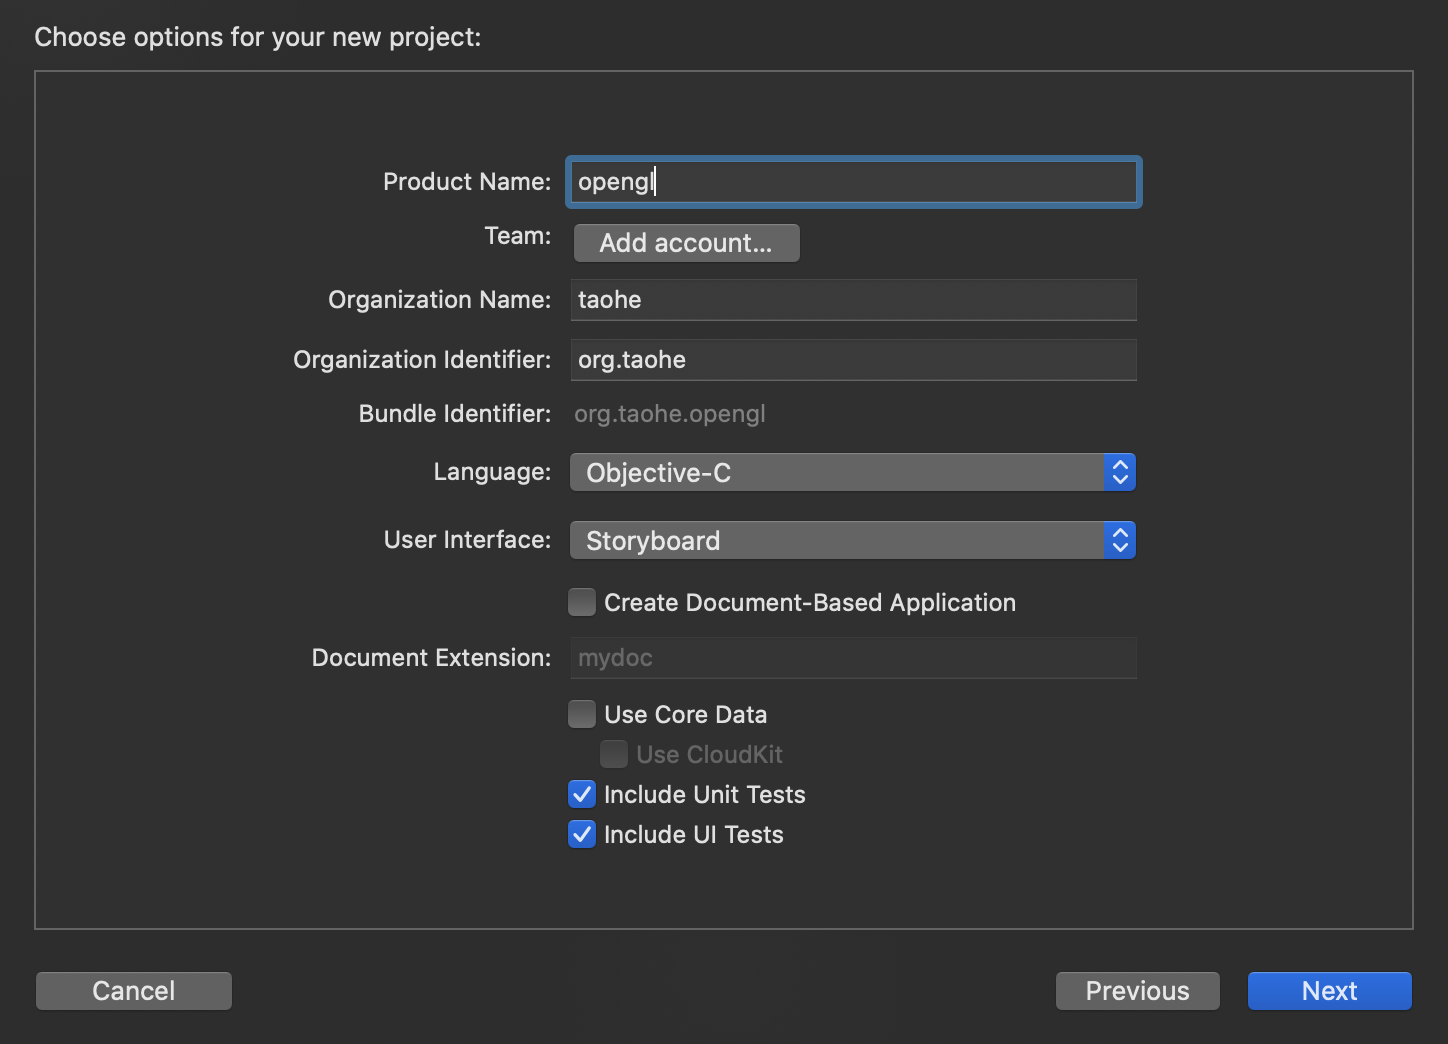 Choose options for your new project:
Product Name: opengl
Team: Add account...
Organization Name: taohe
Organization Identifier: org.taohe
Bundle Identifier: org.taohe.opengl
Language: Objective-C
User Interface: Storyboard
Create Document-Based Application
Document Extension: mydoc
Use Core Data
Use CloudKit
Include Unit Tests
Include UI Tests
Cancel Previous Next